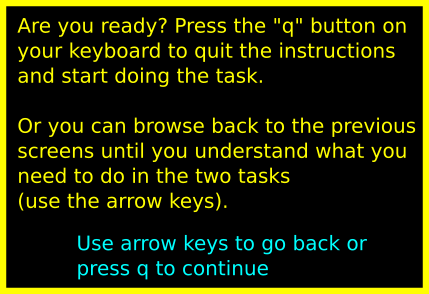 Are you ready? Press the "q" button on
your keyboard to quit the instructions
and start doing the task.
Or you can browse back to the previous
screens until you understand what you
need to do in the two tasks
(use the arrow keys).
Use arrow keys to go back or
press q to continue